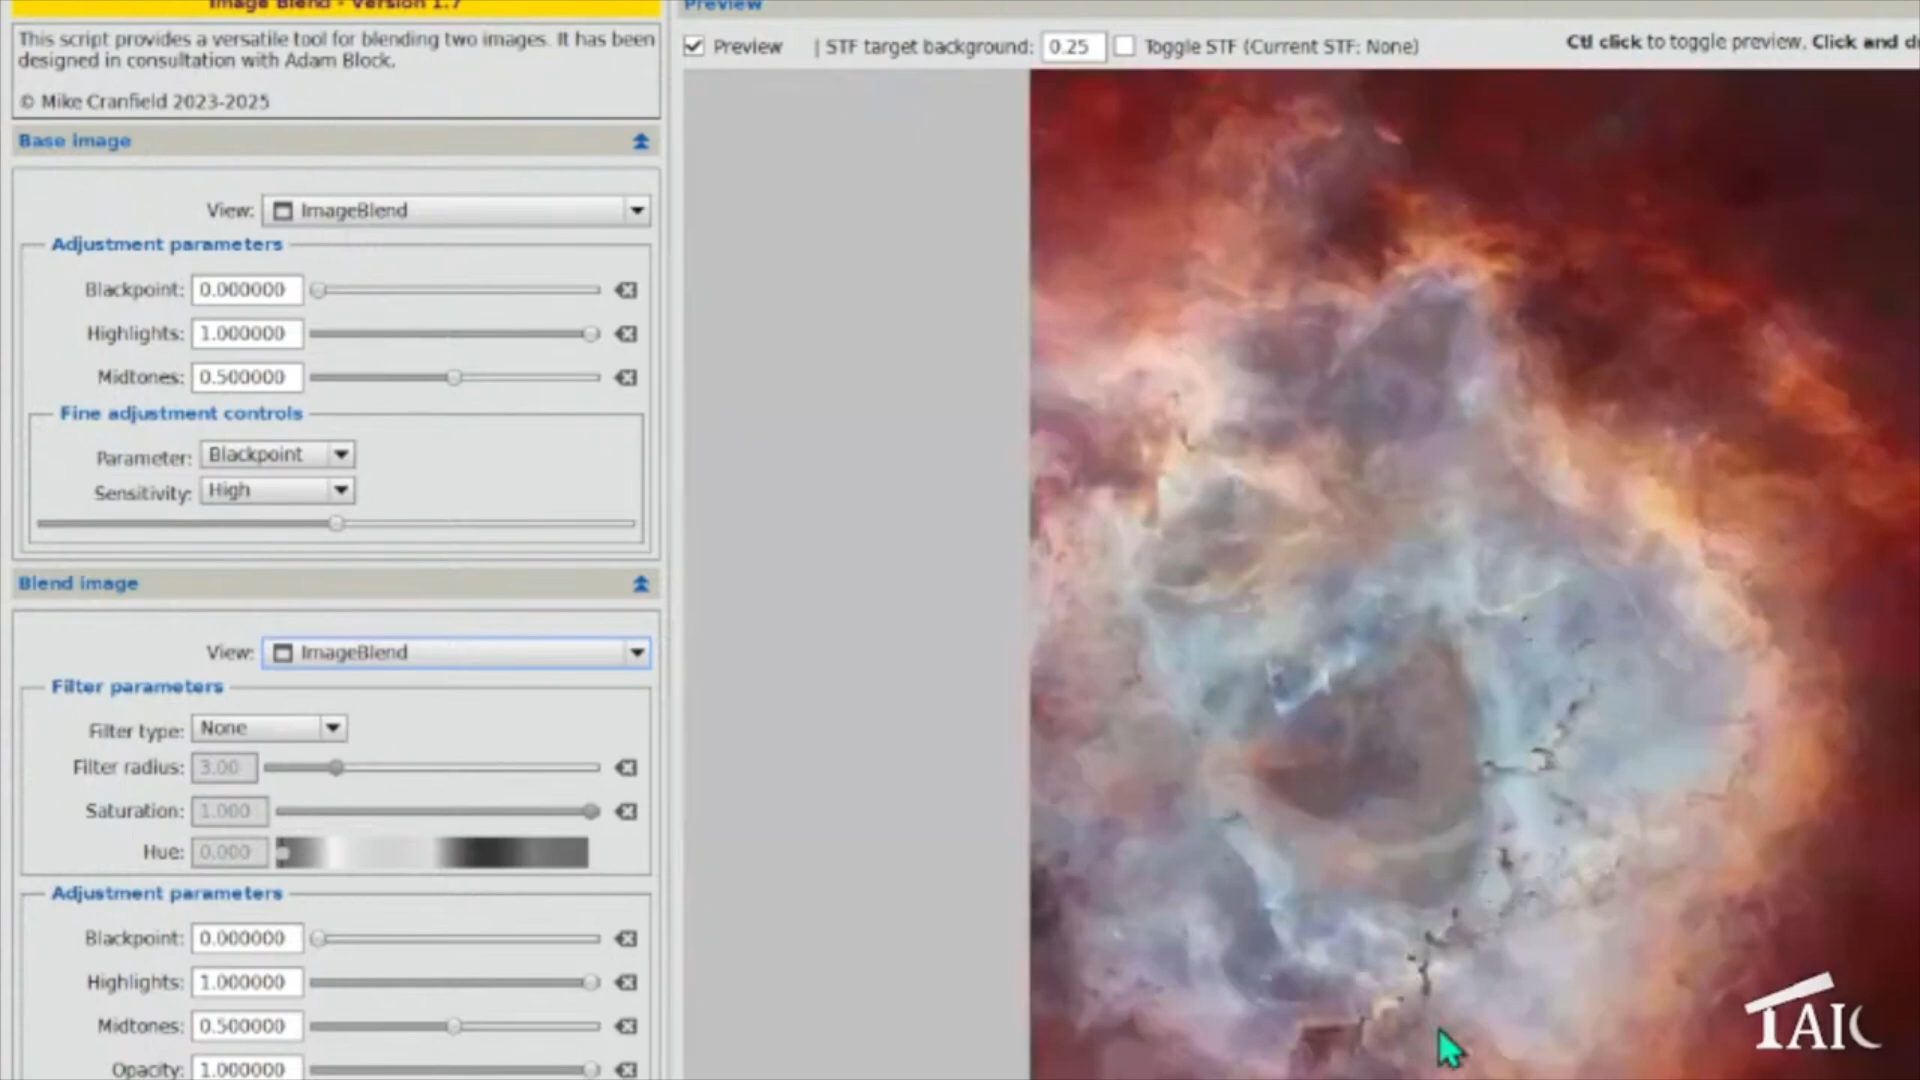 Image Blend - Version 1.7
This script provides a versatile tool for blending two images. It has been
designed in consultation with Adam Block.
© Mike Cranfield 2023-2025
Base image
View: ImageBlend
Adjustment parameters
Blackpoint: 0.000000
Highlights: 1.000000
Midtones: 0.500000
Fine adjustment controls
Parameter: Blackpoint
Sensitivity: High
Blend image
View: ImageBlend
Filter parameters
Filter type: None
Filter radius: 3.00
Saturation: 1.000
Hue: 0.000
Adjustment parameters
Blackpoint: 0.000000
Highlights: 1.000000
Midtones: 0.500000
Opacity: 1.000000
Preview
Preview | STF target background: 0.25 Toggle STF (Current STF: None)
Ctl click to toggle preview, Click and
TAIC